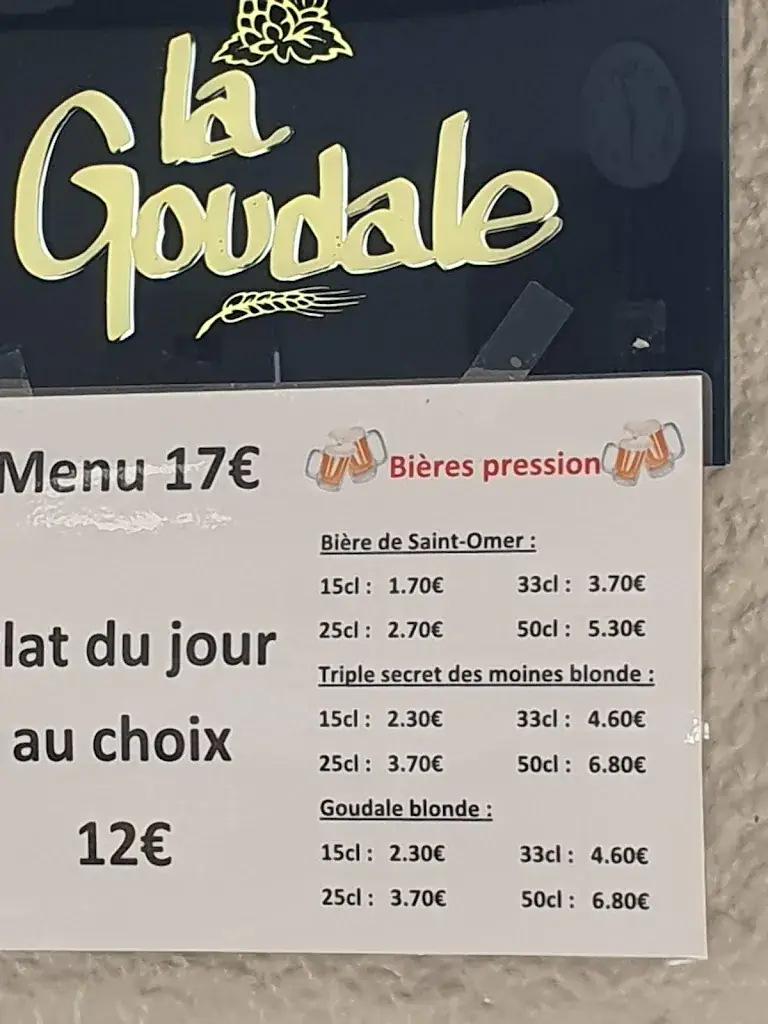 la
Goudale
Menu 17€
lat du jour
au choix
12€
Bières pression
Bière de Saint-Omer :
15cl : 1.70€ 33cl : 3.70€
25cl : 2.70€ 50cl : 5.30€
Triple secret des moines blonde :
15cl : 2.30€ 33cl : 4.60€
25cl : 3.70€ 50cl : 6.80€
Goudale blonde :
15cl : 2.30€ 33cl : 4.60€
25cl : 3.70€ 50cl : 6.80€